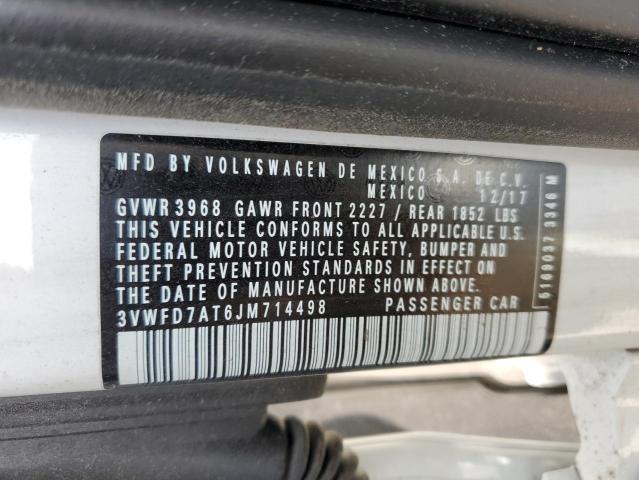 MFD BY VOLKSWAGEN DE MEXICO S.A. DE C.V.
MEXICO 12/17
GVWR 3968 GAWR FRONT 2227 / REAR 1852 LBS
THIS VEHICLE CONFORMS TO ALL APPLICABLE U.S.
FEDERAL MOTOR VEHICLE SAFETY, BUMPER AND
THEFT PREVENTION STANDARDS IN EFFECT ON
THE DATE OF MANUFACTURE SHOWN ABOVE.
3VWFD7AT6JM714498 PASSENGER CAR
5169037 3346 M